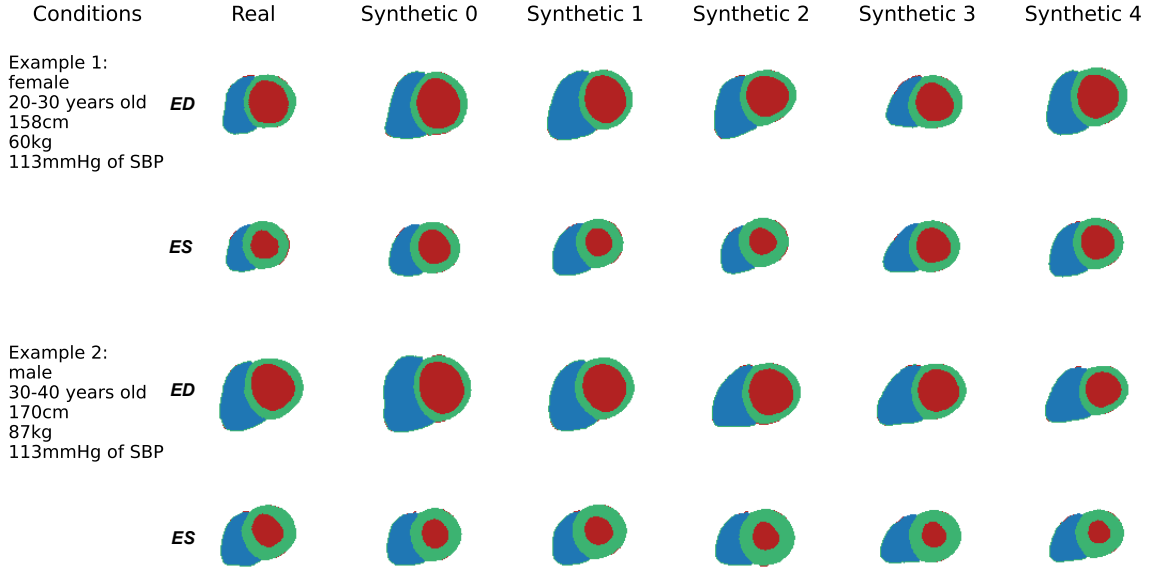 Conditions Real Synthetic 0 Synthetic 1 Synthetic 2 Synthetic 3 Synthetic 4
Example 1:
female
20-30 years old
158cm
60kg
113mmHg of SBP
ED
ES
Example 2:
male
30-40 years old
170cm
87kg
113mmHg of SBP
ED
ES